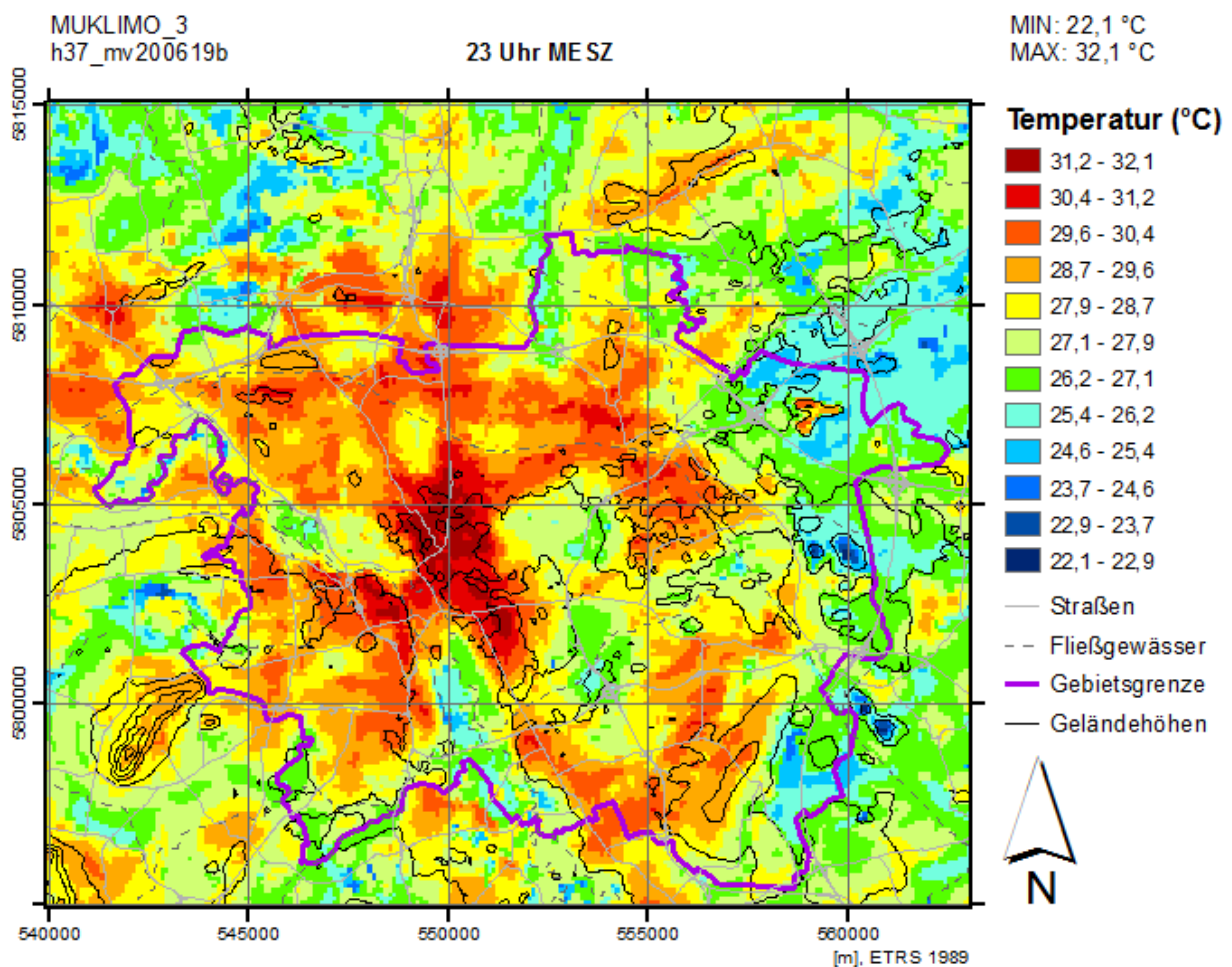 MUKLIMO_3
h37_mv200619b
23 Uhr MESZ
MIN: 22,1 °C
MAX: 32,1 °C
5815000
5810000
5805000
5800000
540000
545000
550000
555000
560000
[m], ETRS 1989
Temperatur (°C)
31,2 - 32,1
30,4 - 31,2
29,6 - 30,4
28,7 - 29,6
27,9 - 28,7
27,1 - 27,9
26,2 - 27,1
25,4 - 26,2
24,6 - 25,4
23,7 - 24,6
22,9 - 23,7
22,1 - 22,9
Straßen
Fließgewässer
Gebietsgrenze
Geländehöhen
N